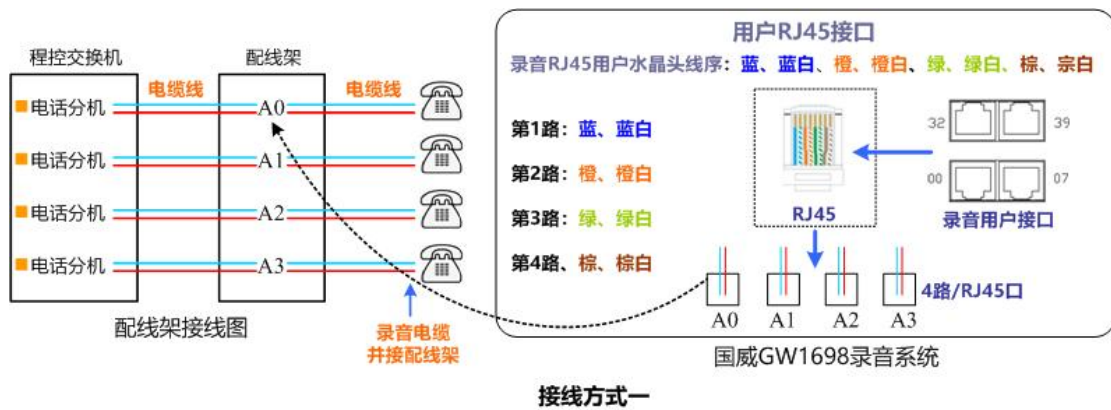 用户RJ45接口
程控交换机
配线架
录音RJ45用户水晶头线序：蓝、蓝白、橙、橙白、绿、绿白、棕、宗白
电缆线
电缆线
电话分机
A0
第1路：蓝、蓝白
32
39
电话分机
A1
第2路：橙、橙白
00
07
电话分机
A2
第3路：绿、绿白
RJ45
录音用户接口
电话分机
A3
第4路、棕、棕白
4路/RJ45口
A0
A1
A2
A3
配线架接线图
录音电缆
并接配线架
国威GW1698录音系统
接线方式一